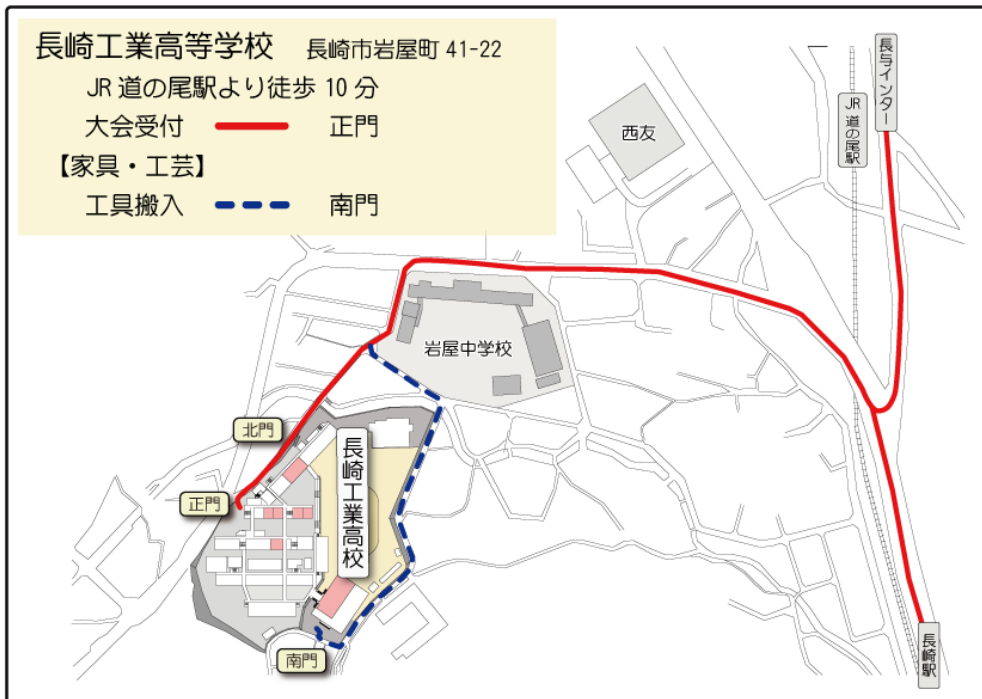 長崎工業高等学校 長崎市岩屋町 41-22
JR 道の尾駅より徒歩 10 分
大会受付 正門
【家具・工芸】
工具搬入 南門
長与インター
JR 道の尾駅
西友
岩屋中学校
北門
長崎工業高校
正門
南門
長崎駅